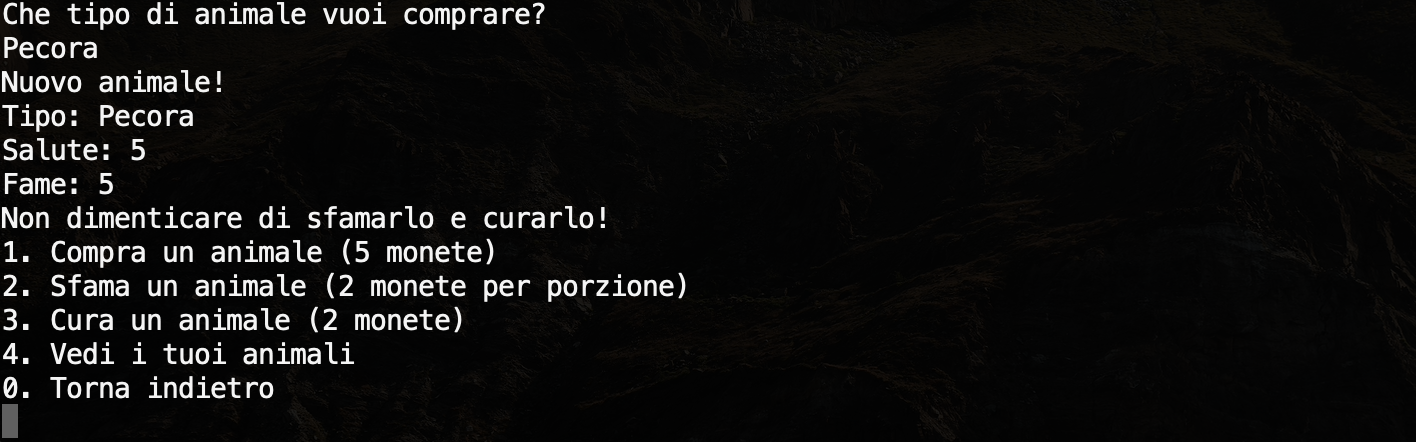 Che tipo di animale vuoi comprare?
Pecora
Nuovo animale!
Tipo: Pecora
Salute: 5
Fame: 5
Non dimenticare di sfamarlo e curarlo!
1. Compra un animale (5 monete)
2. Sfama un animale (2 monete per porzione)
3. Cura un animale (2 monete)
4. Vedi i tuoi animali
0. Torna indietro